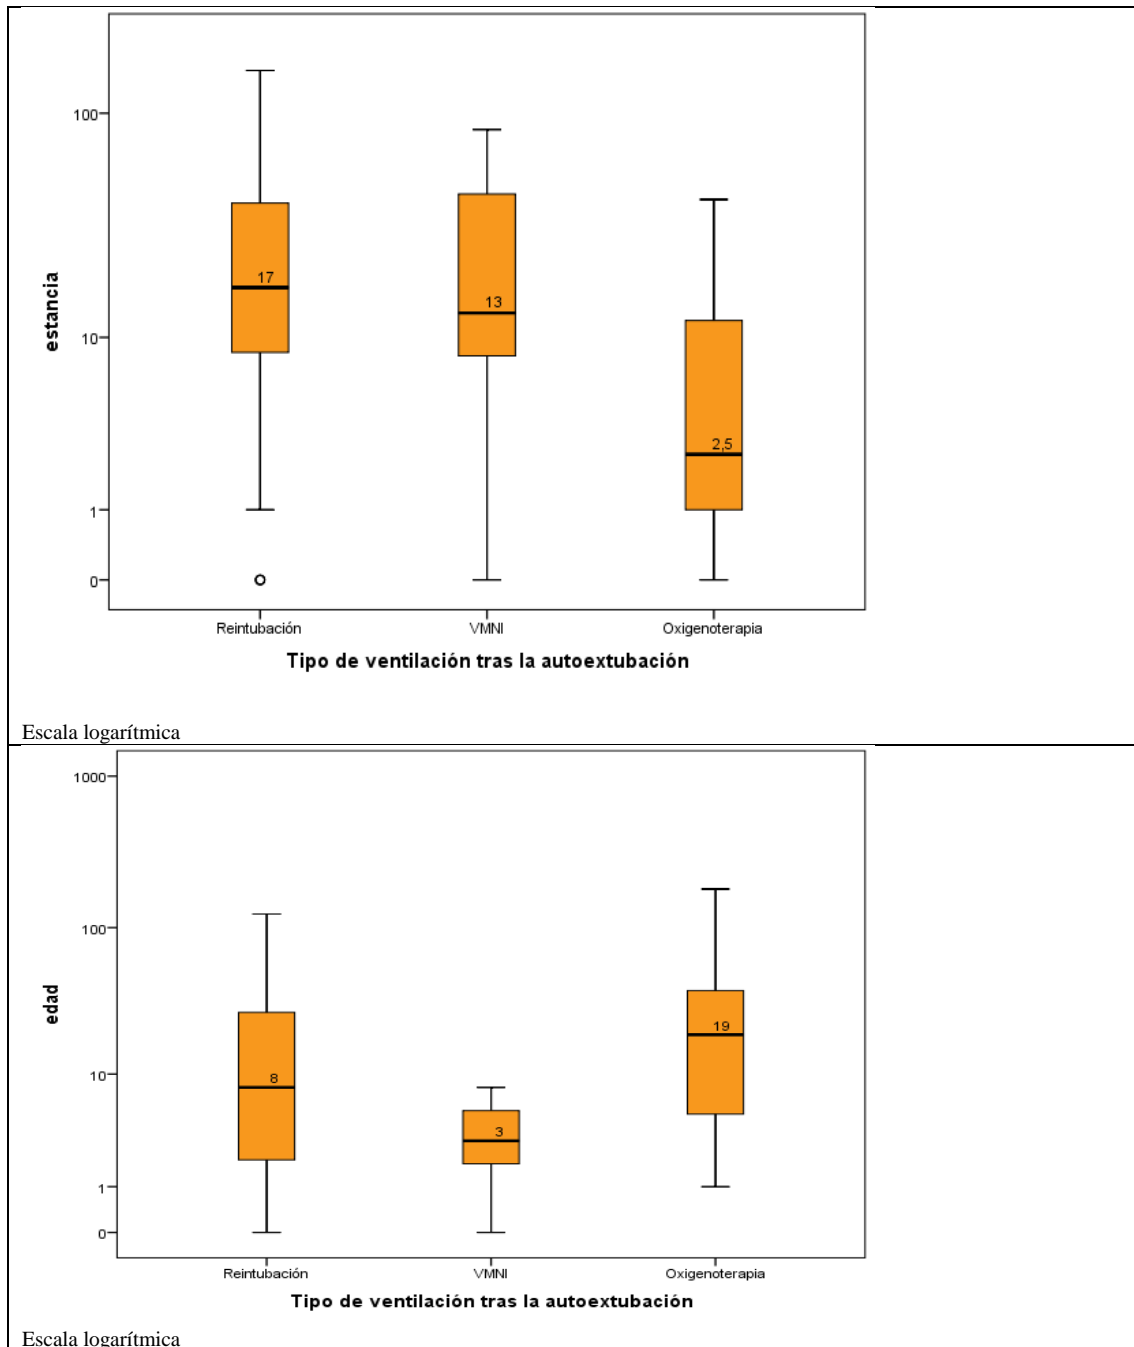 100
10
1
0
estancia
17
13
2,5
Reintubación
VMNI
Oxigenoterapia
Tipo de ventilación tras la autoextubación
Escala logarítmica
1000
100
10
1
0
edad
8
3
19
Reintubación
VMNI
Oxigenoterapia
Tipo de ventilación tras la autoextubación
Escala logarítmica